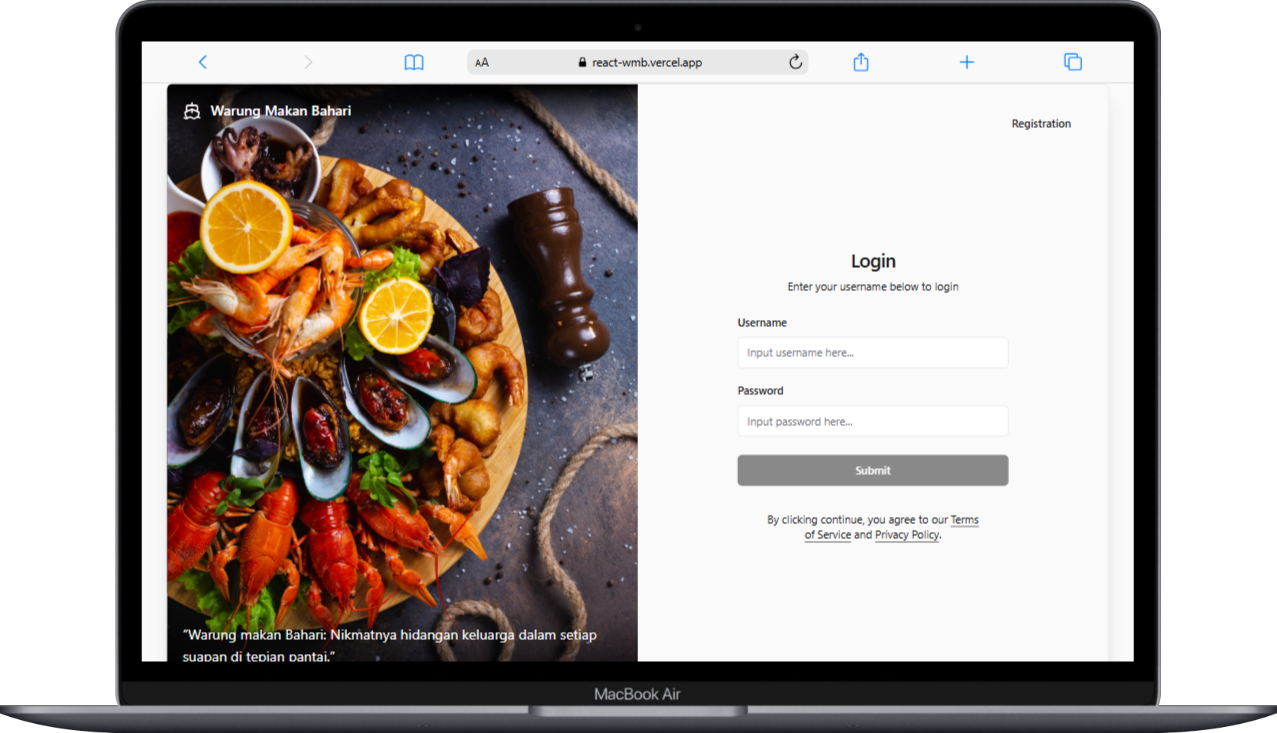 AA
react-wmb.vercel.app
Warung Makan Bahari
Registration
Login
Enter your username below to login
Username
Input username here...
Password
Input password here...
Submit
By clicking continue, you agree to our Terms
of Service and Privacy Policy.
“Warung makan Bahari: Nikmatnya hidangan keluarga dalam setiap
suapan di tepian pantai.”
MacBook Air